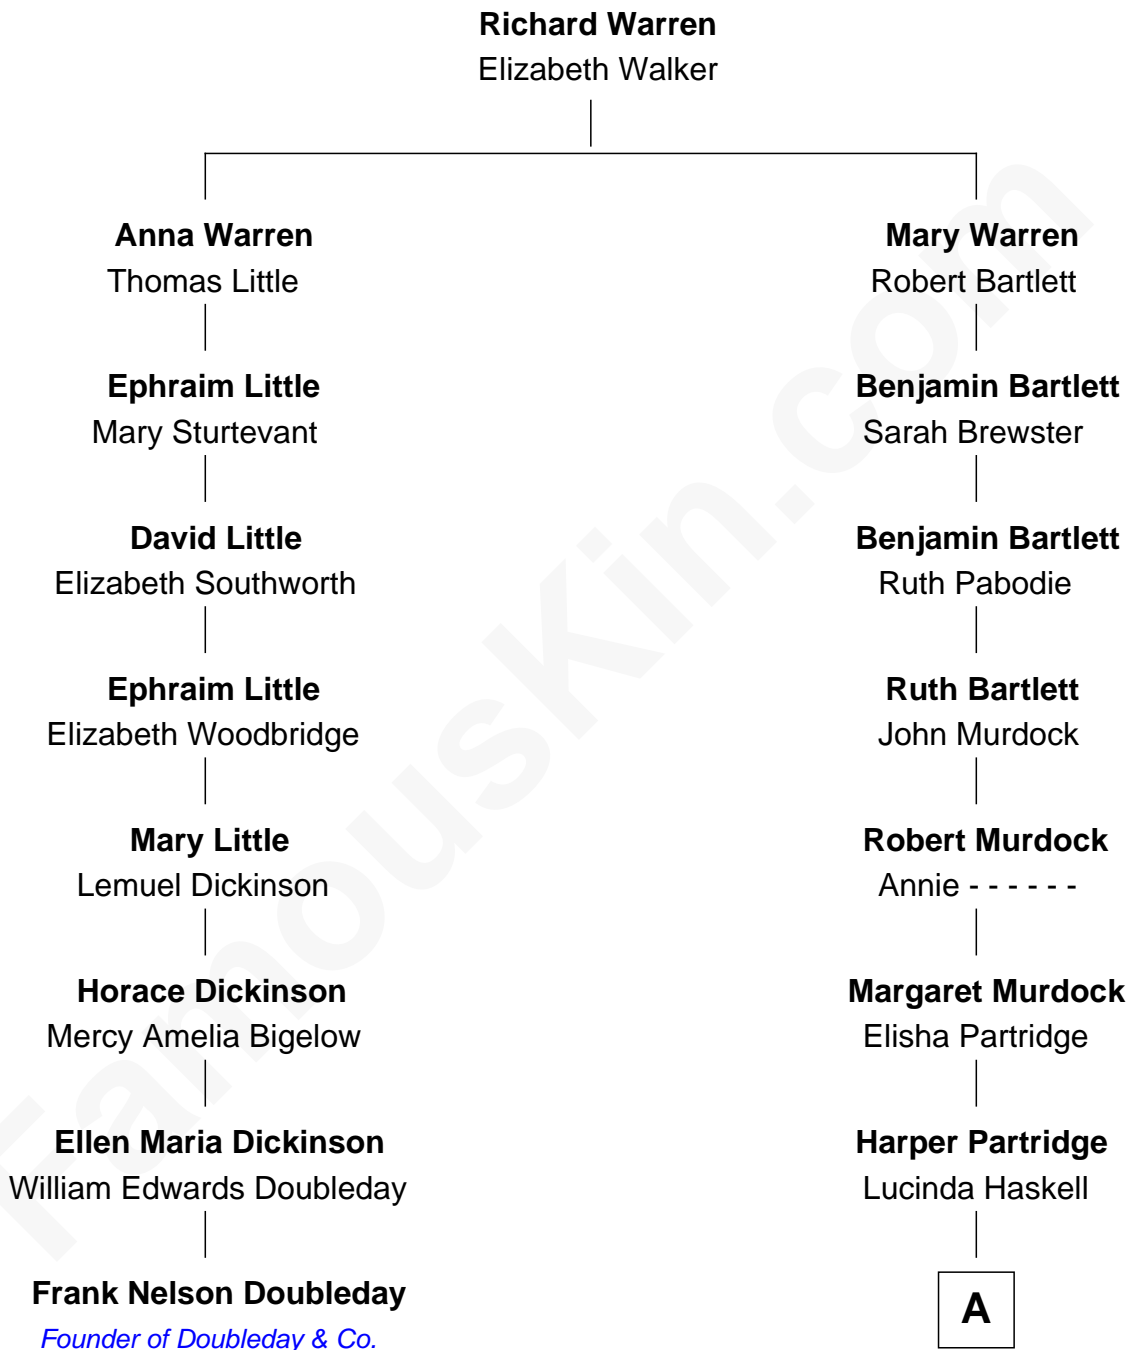 Richard Warren
Elizabeth Walker
Anna Warren
Thomas Little
Mary Warren
Robert Bartlett
Ephraim Little
Mary Sturtevant
Benjamin Bartlett
Sarah Brewster
David Little
Elizabeth Southworth
Benjamin Bartlett
Ruth Pabodie
Ephraim Little
Elizabeth Woodbridge
Ruth Bartlett
John Murdock
Mary Little
Lemuel Dickinson
Robert Murdock
Annie - - - - - -
Horace Dickinson
Mercy Amelia Bigelow
Margaret Murdock
Elisha Partridge
Ellen Maria Dickinson
William Edwards Doubleday
Harper Partridge
Lucinda Haskell
Frank Nelson Doubleday
Founder of Doubleday & Co.
A
FamousKin.com